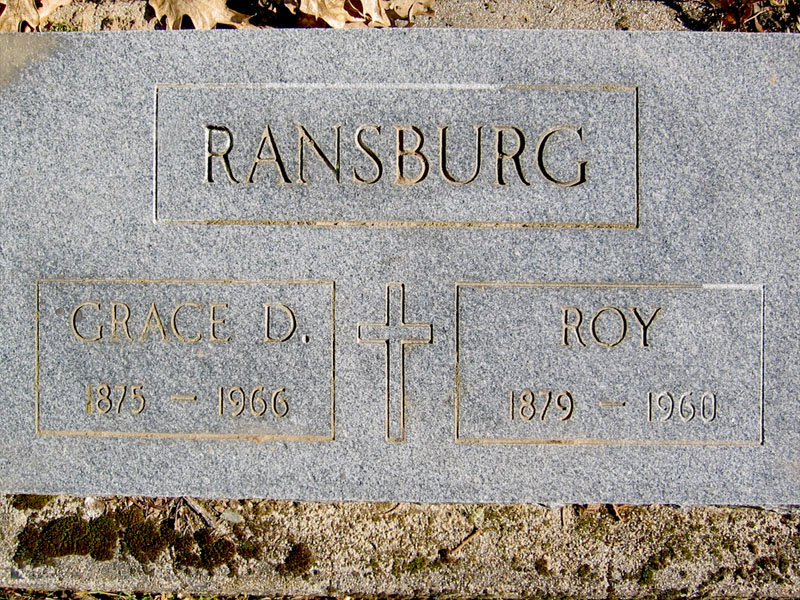 RANSBURG
GRACE D.
1875 – 1966
ROY
1879 – 1960